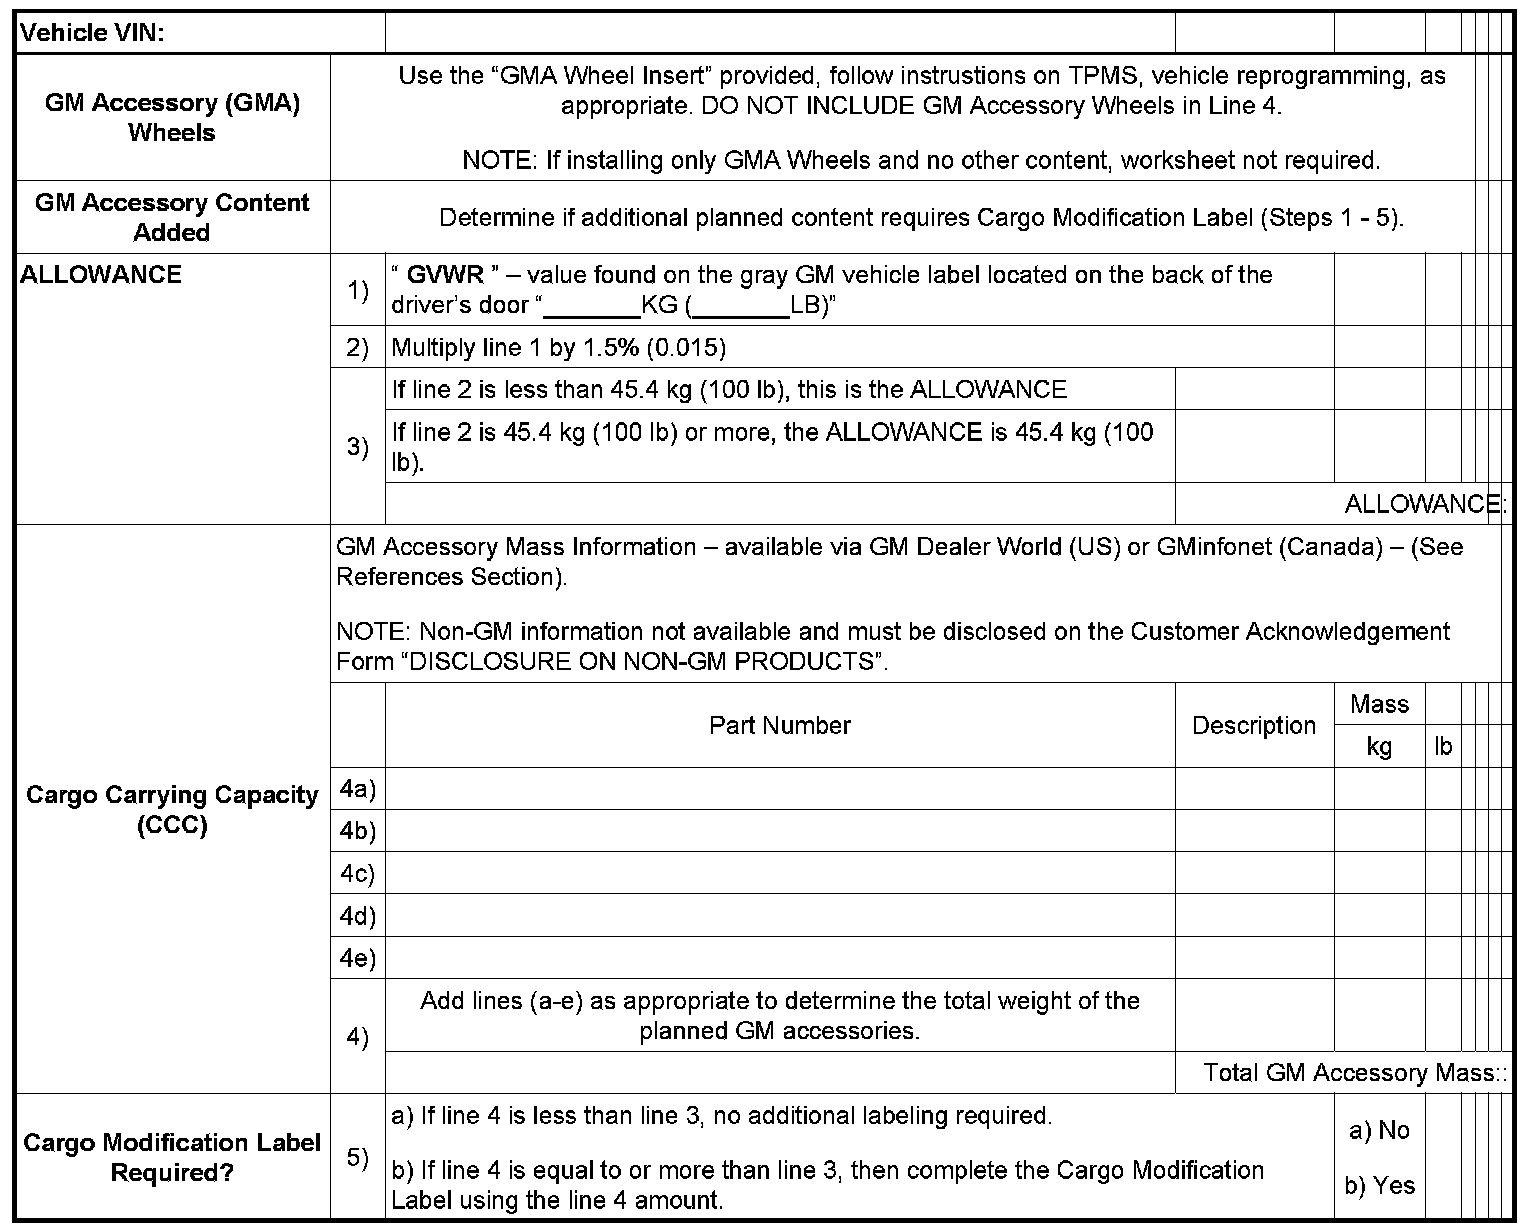 Vehicle VIN:
GM Accessory (GMA)
Wheels
Use the “GMA Wheel Insert” provided, follow instrustions on TPMS, vehicle reprogramming, as
appropriate. DO NOT INCLUDE GM Accessory Wheels in Line 4.
NOTE: If installing only GMA Wheels and no other content, worksheet not required.
GM Accessory Content
Added
Determine if additional planned content requires Cargo Modification Label (Steps 1 - 5).
ALLOWANCE
1)
“ GVWR ” – value found on the gray GM vehicle label located on the back of the
driver’s door “_______KG (_______LB)”
2)
Multiply line 1 by 1.5% (0.015)
3)
If line 2 is less than 45.4 kg (100 lb), this is the ALLOWANCE
If line 2 is 45.4 kg (100 lb) or more, the ALLOWANCE is 45.4 kg (100
lb).
ALLOWANCE:
Cargo Carrying Capacity
(CCC)
GM Accessory Mass Information – available via GM Dealer World (US) or GMinfonet (Canada) – (See
References Section).
NOTE: Non-GM information not available and must be disclosed on the Customer Acknowledgement
Form “DISCLOSURE ON NON-GM PRODUCTS”.
Part Number
Description
Mass
kg
lb
4a)
4b)
4c)
4d)
4e)
4)
Add lines (a-e) as appropriate to determine the total weight of the
planned GM accessories.
Total GM Accessory Mass::
Cargo Modification Label
Required?
5)
a) If line 4 is less than line 3, no additional labeling required.
b) If line 4 is equal to or more than line 3, then complete the Cargo Modification
Label using the line 4 amount.
a) No
b) Yes